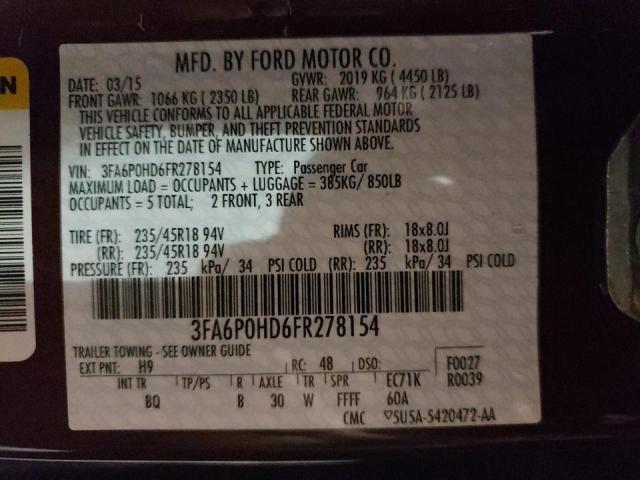 MFD. BY FORD MOTOR CO.
DATE: 03/15 GVWR: 2019 KG ( 4450 LB)
FRONT GAWR: 1066 KG ( 2350 LB) REAR GAWR: 964 KG ( 2125 LB)
THIS VEHICLE CONFORMS TO ALL APPLICABLE FEDERAL MOTOR
VEHICLE SAFETY, BUMPER, AND THEFT PREVENTION STANDARDS
IN EFFECT ON THE DATE OF MANUFACTURE SHOWN ABOVE.
VIN: 3FA6P0HD6FR278154 TYPE: Passenger Car
MAXIMUM LOAD = OCCUPANTS + LUGGAGE = 385KG/ 850LB
OCCUPANTS = 5 TOTAL; 2 FRONT, 3 REAR
TIRE (FR): 235/45R18 94V RIMS (FR): 18x8.0J
(RR): 235/45R18 94V (RR): 18x8.0J
PRESSURE (FR): 235 kPa/ 34 PSI COLD (RR): 235 kPa/ 34 PSI COLD
3FA6P0HD6FR278154
TRAILER TOWING - SEE OWNER GUIDE
EXT PNT: H9 RC: 48 DSO: F0027
INT TR TP/PS R AXLE TR SPR EC71K R0039
BQ B 30 W FFFF 60A
CMC ▽5U5A-5420472-AA